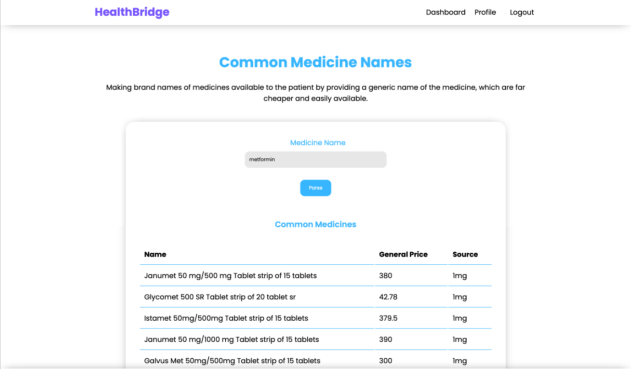 HealthBridge Dashboard Profile Logout
Common Medicine Names
Making brand names of medicines available to the patient by providing a generic name of the medicine, which are far
cheaper and easily available.
Medicine Name
metformin
Parse
Common Medicines
Name General Price Source
Janumet 50 mg/500 mg Tablet strip of 15 tablets 380 1mg
Glycomet 500 SR Tablet strip of 20 tablet sr 42.78 1mg
Istamet 50mg/500mg Tablet strip of 15 tablets 379.5 1mg
Janumet 50 mg/1000 mg Tablet strip of 15 tablets 390 1mg
Galvus Met 50mg/500mg Tablet strip of 15 tablets 300 1mg